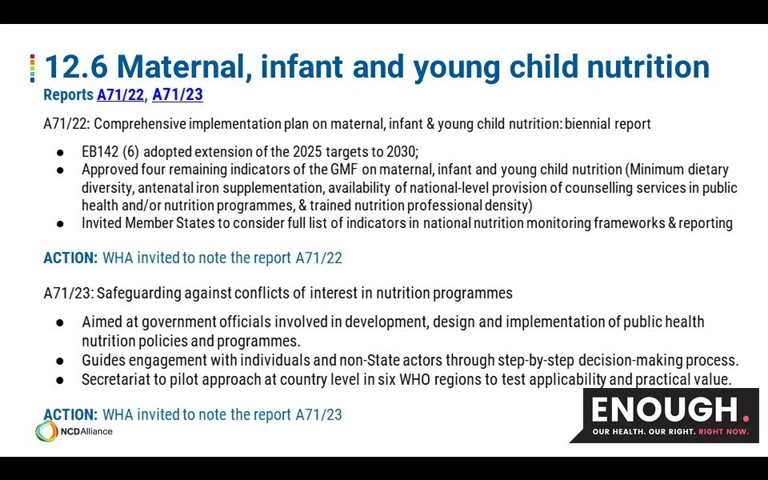 12.6 Maternal, infant and young child nutrition
Reports A71/22, A71/23
A71/22: Comprehensive implementation plan on maternal, infant & young child nutrition: biennial report
● EB142 (6) adopted extension of the 2025 targets to 2030;
● Approved four remaining indicators of the GMF on maternal, infant and young child nutrition (Minimum dietary
diversity, antenatal iron supplementation, availability of national-level provision of counselling services in public
health and/or nutrition programmes, & trained nutrition professional density)
● Invited Member States to consider full list of indicators in national nutrition monitoring frameworks & reporting
ACTION: WHA invited to note the report A71/22
A71/23: Safeguarding against conflicts of interest in nutrition programmes
● Aimed at government officials involved in development, design and implementation of public health
nutrition policies and programmes.
● Guides engagement with individuals and non-State actors through step-by-step decision-making process.
● Secretariat to pilot approach at country level in six WHO regions to test applicability and practical value.
ACTION: WHA invited to note the report A71/23
NCDAlliance
ENOUGH.
OUR HEALTH. OUR RIGHT. RIGHT NOW.